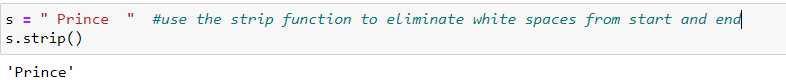 s = " Prince  "  #use the strip function to eliminate white spaces from start and end
s.strip()
'Prince'